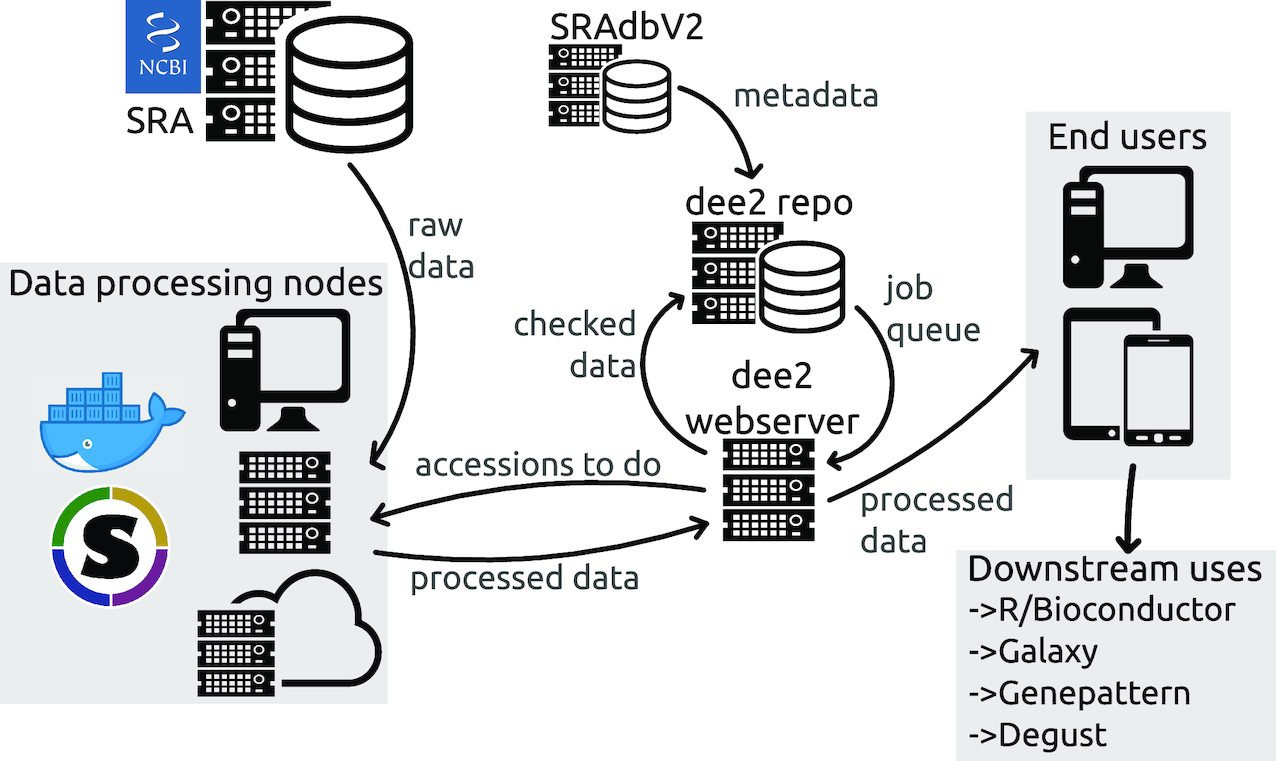 NCBI
SRA
SRAdbV2
metadata
End users
dee2 repo
raw
data
Data processing nodes
job
queue
checked
data
dee2
webserver
accessions to do
processed data
processed
data
S
Downstream uses
->R/Bioconductor
->Galaxy
->Genepattern
->Degust